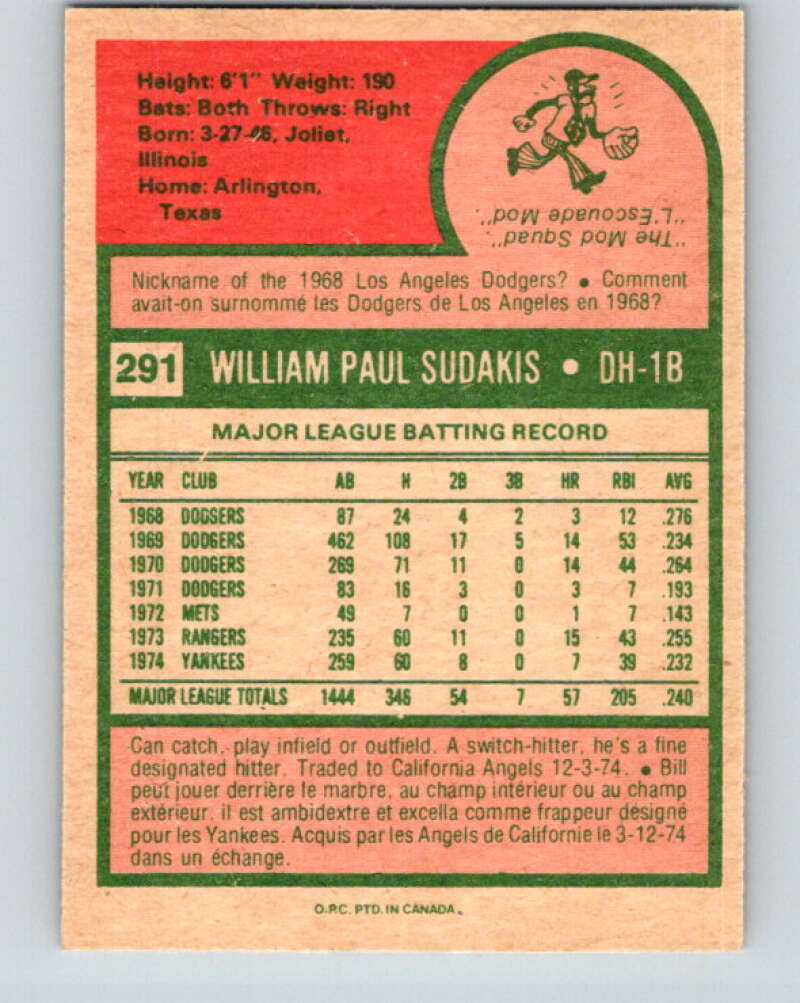 Height: 6'1" Weight: 190
Bats: Both Throws: Right
Born: 3-27-46, Joliet,
Illinois
Home: Arlington,
Texas
"The Mod Squad".
"L'Escouade Mod".
Nickname of the 1968 Los Angeles Dodgers? • Comment
avait-on surnommé les Dodgers de Los Angeles en 1968?
291 WILLIAM PAUL SUDAKIS • DH-1B
MAJOR LEAGUE BATTING RECORD
YEAR CLUB AB H 2B 3B HR RBI AVG
1968 DODGERS 87 24 4 2 3 12 .276
1969 DODGERS 462 108 17 5 14 53 .234
1970 DODGERS 269 71 11 0 14 44 .264
1971 DODGERS 83 16 3 0 3 7 .193
1972 METS 49 7 0 0 1 7 .143
1973 RANGERS 235 60 11 0 15 43 .255
1974 YANKEES 259 60 8 0 7 39 .232
MAJOR LEAGUE TOTALS 1444 346 54 7 57 205 .240
Can catch, play infield or outfield. A switch-hitter, he's a fine
designated hitter. Traded to California Angels 12-3-74. • Bill
peut jouer derrière le marbre, au champ intérieur ou au champ
extérieur, il est ambidextre et excella comme frappeur désigné
pour les Yankees. Acquis par les Angels de Californie le 3-12-74
dans un échange.
O.P.C. PTD. IN CANADA.